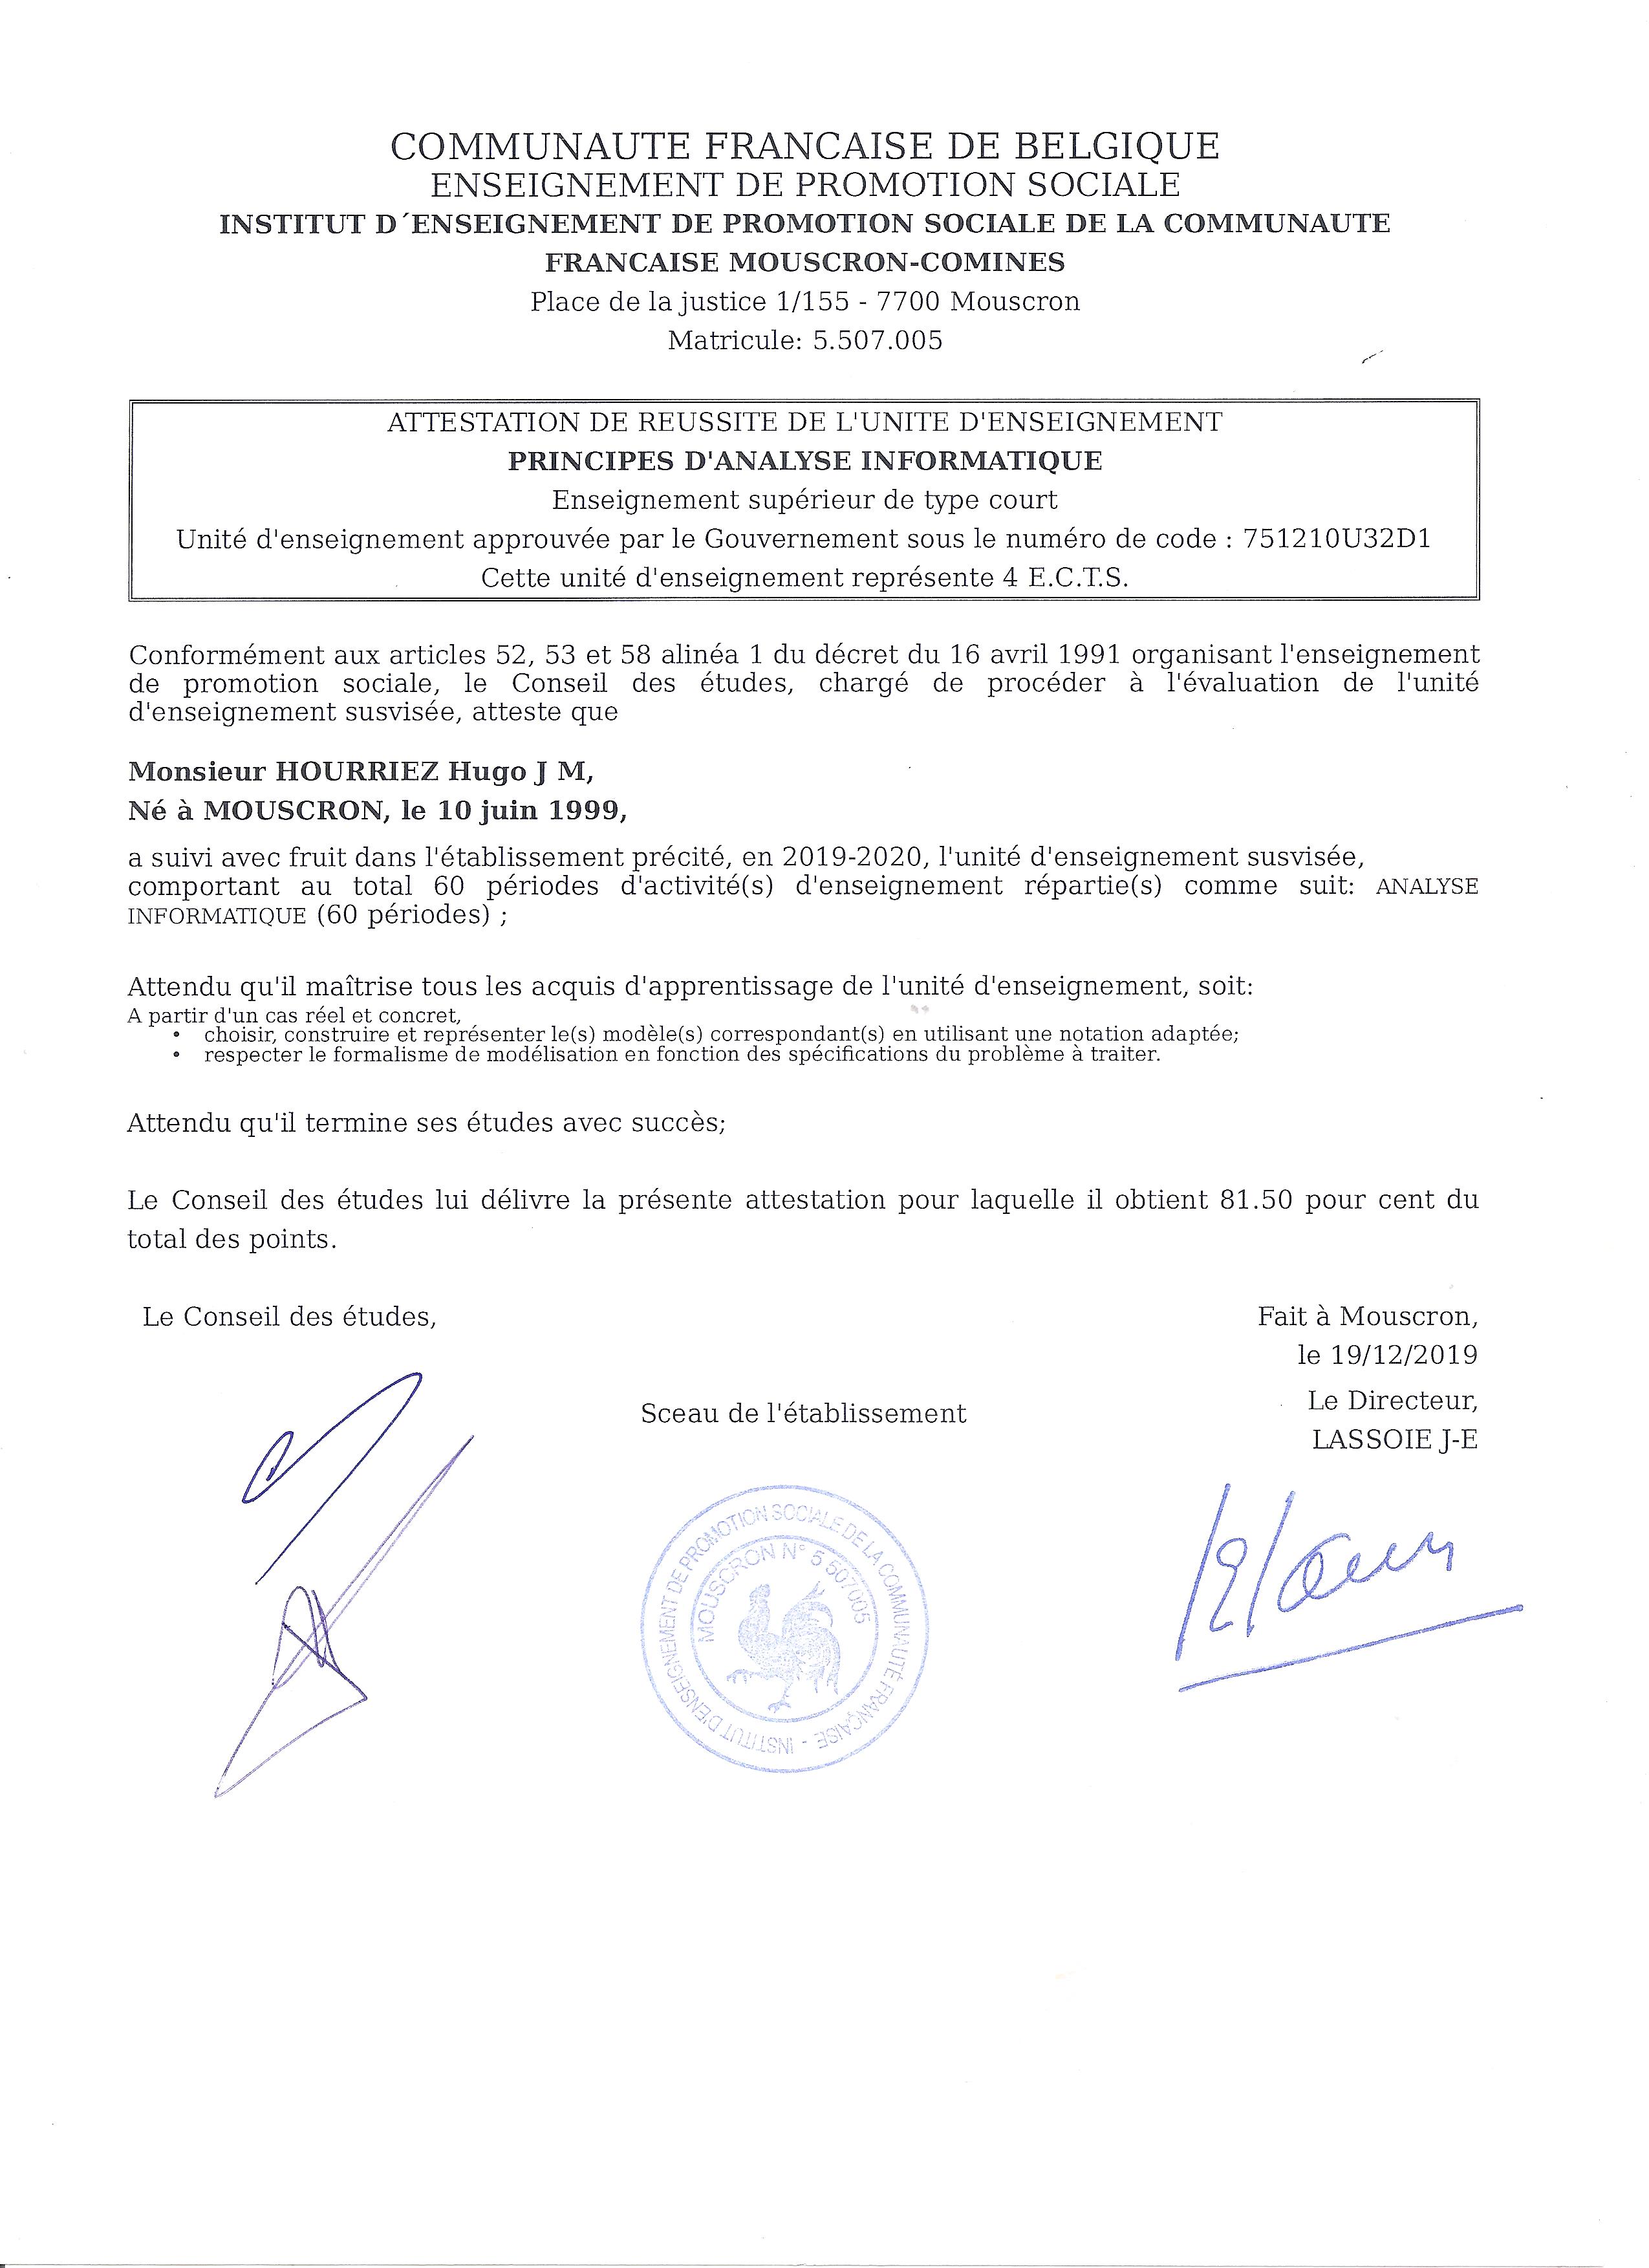 COMMUNAUTE FRANCAISE DE BELGIQUE
ENSEIGNEMENT DE PROMOTION SOCIALE
INSTITUT D´ENSEIGNEMENT DE PROMOTION SOCIALE DE LA COMMUNAUTE
FRANCAISE MOUSCRON-COMINES
Place de la justice 1/155 - 7700 Mouscron
Matricule: 5.507.005
ATTESTATION DE REUSSITE DE L'UNITE D'ENSEIGNEMENT
PRINCIPES D'ANALYSE INFORMATIQUE
Enseignement supérieur de type court
Unité d'enseignement approuvée par le Gouvernement sous le numéro de code : 751210U32D1
Cette unité d'enseignement représente 4 E.C.T.S.
Conformément aux articles 52, 53 et 58 alinéa 1 du décret du 16 avril 1991 organisant l'enseignement
de promotion sociale, le Conseil des études, chargé de procéder à l'évaluation de l'unité
d'enseignement susvisée, atteste que
Monsieur HOURRIEZ Hugo J M,
Né à MOUSCRON, le 10 juin 1999,
a suivi avec fruit dans l'établissement précité, en 2019-2020, l'unité d'enseignement susvisée,
comportant au total 60 périodes d'activité(s) d'enseignement répartie(s) comme suit: ANALYSE
INFORMATIQUE (60 périodes) ;
Attendu qu'il maîtrise tous les acquis d'apprentissage de l'unité d'enseignement, soit:
A partir d'un cas réel et concret,
• choisir, construire et représenter le(s) modèle(s) correspondant(s) en utilisant une notation adaptée;
• respecter le formalisme de modélisation en fonction des spécifications du problème à traiter.
Attendu qu'il termine ses études avec succès;
Le Conseil des études lui délivre la présente attestation pour laquelle il obtient 81.50 pour cent du
total des points.
Le Conseil des études,
Fait à Mouscron,
le 19/12/2019
Sceau de l'établissement
Le Directeur,
LASSOIE J-E
INSTITUT D'ENSEIGNEMENT DE PROMOTION SOCIALE DE LA COMMUNAUTÉ FRANÇAISE -
MOUSCRON N° 5 507005